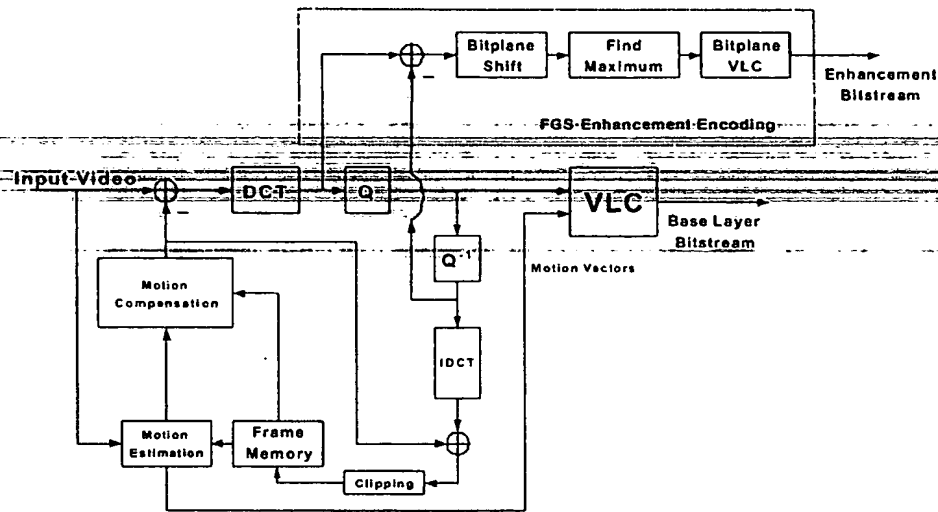 Bitplane
Shift
Find
Maximum
Bitplane
VLC
Enhancement
Bitstream
FGS Enhancement Encoding
Input Video
DCT
Q
VLC
Base Layer
Bitstream
Q⁻¹
Motion Vectors
Motion
Compensation
IDCT
Motion
Estimation
Frame
Memory
Clipping